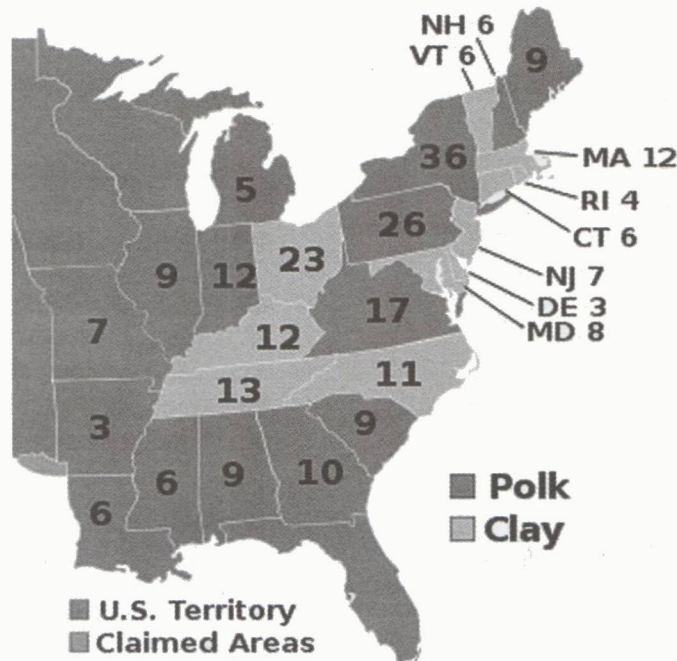 NH 6
VT 6
9
36
MA 12
5
RI 4
26
CT 6
23
9
12
NJ 7
DE 3
17
MD 8
7
12
13
11
3
9
6
9
10
6
Polk
Clay
U.S. Territory
Claimed Areas